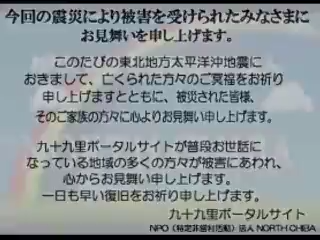 今回の震災により被害を受けられたみなさまに
お見舞いを申し上げます。
このたびの東北地方太平洋沖地震に
おきまして、亡くられた方々のご冥福をお祈り
申し上げますとともに、被災された皆様、
そのご家族の方々に心よりお見舞い申し上げます。
九十九里ポータルサイトが普段お世話に
なっている地域の多くの方々が被害にあわれ、
心からお見舞い申し上げます。
一日も早い復旧をお祈り申し上げます。
九十九里ポータルサイト
NPO（特定非営利活動）法人 NORTH CHIBA